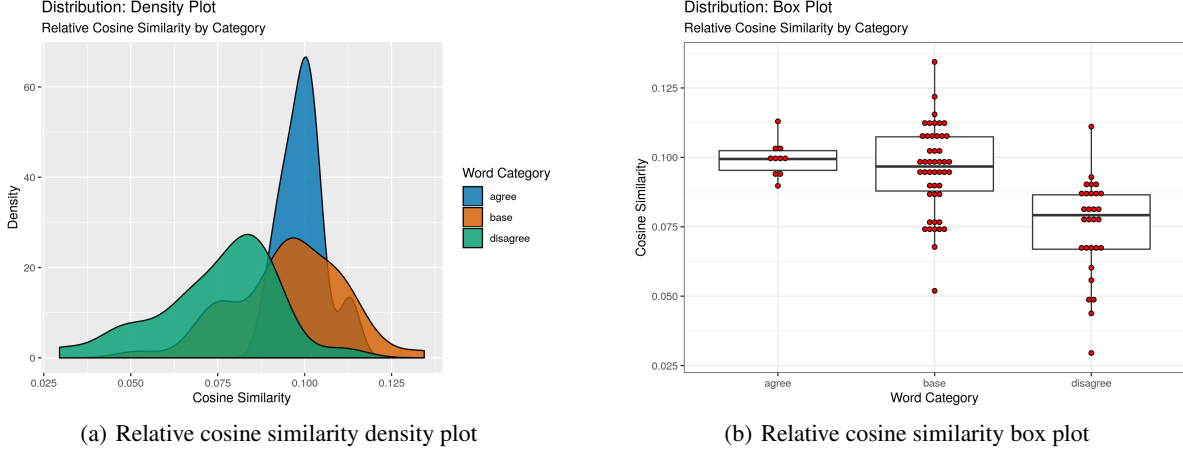 Distribution: Density Plot
Relative Cosine Similarity by Category
60
40
20
0
Density
0.025 0.050 0.075 0.100 0.125
Cosine Similarity
Word Category
agree
base
disagree
(a) Relative cosine similarity density plot
Distribution: Box Plot
Relative Cosine Similarity by Category
0.125
0.100
0.075
0.050
0.025
Cosine Similarity
agree base disagree
Word Category
(b) Relative cosine similarity box plot